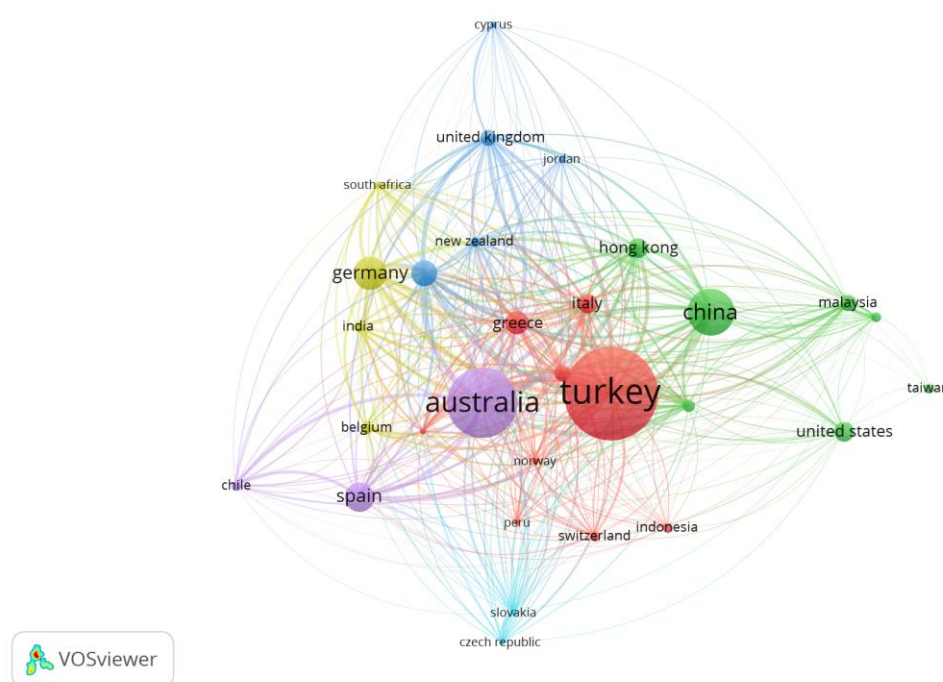 cyprus
united kingdom
jordan
south africa
new zealand
hong kong
germany
italy
malaysia
china
greece
india
turkey
taiwan
australia
belgium
united states
norway
chile
spain
peru
indonesia
switzerland
slovakia
czech republic
VOSviewer